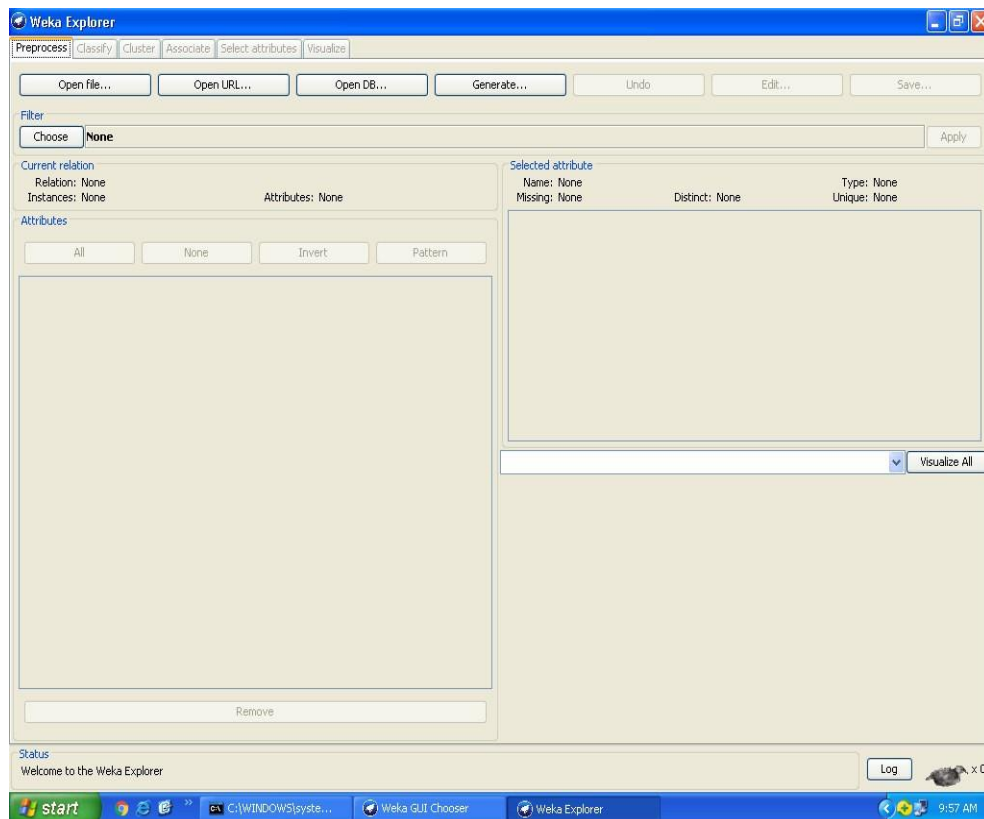 Weka Explorer
Preprocess Classify Cluster Associate Select attributes Visualize
Open file... Open URL... Open DB... Generate... Undo Edit... Save...
Filter
Choose None Apply
Current relation
Relation: None
Instances: None Attributes: None
Selected attribute
Name: None Type: None
Missing: None Distinct: None Unique: None
Attributes
All None Invert Pattern
Visualize All
Remove
Status
Welcome to the Weka Explorer
Log x 0
start C:\WINDOWS\syste... Weka GUI Chooser Weka Explorer 9:57 AM